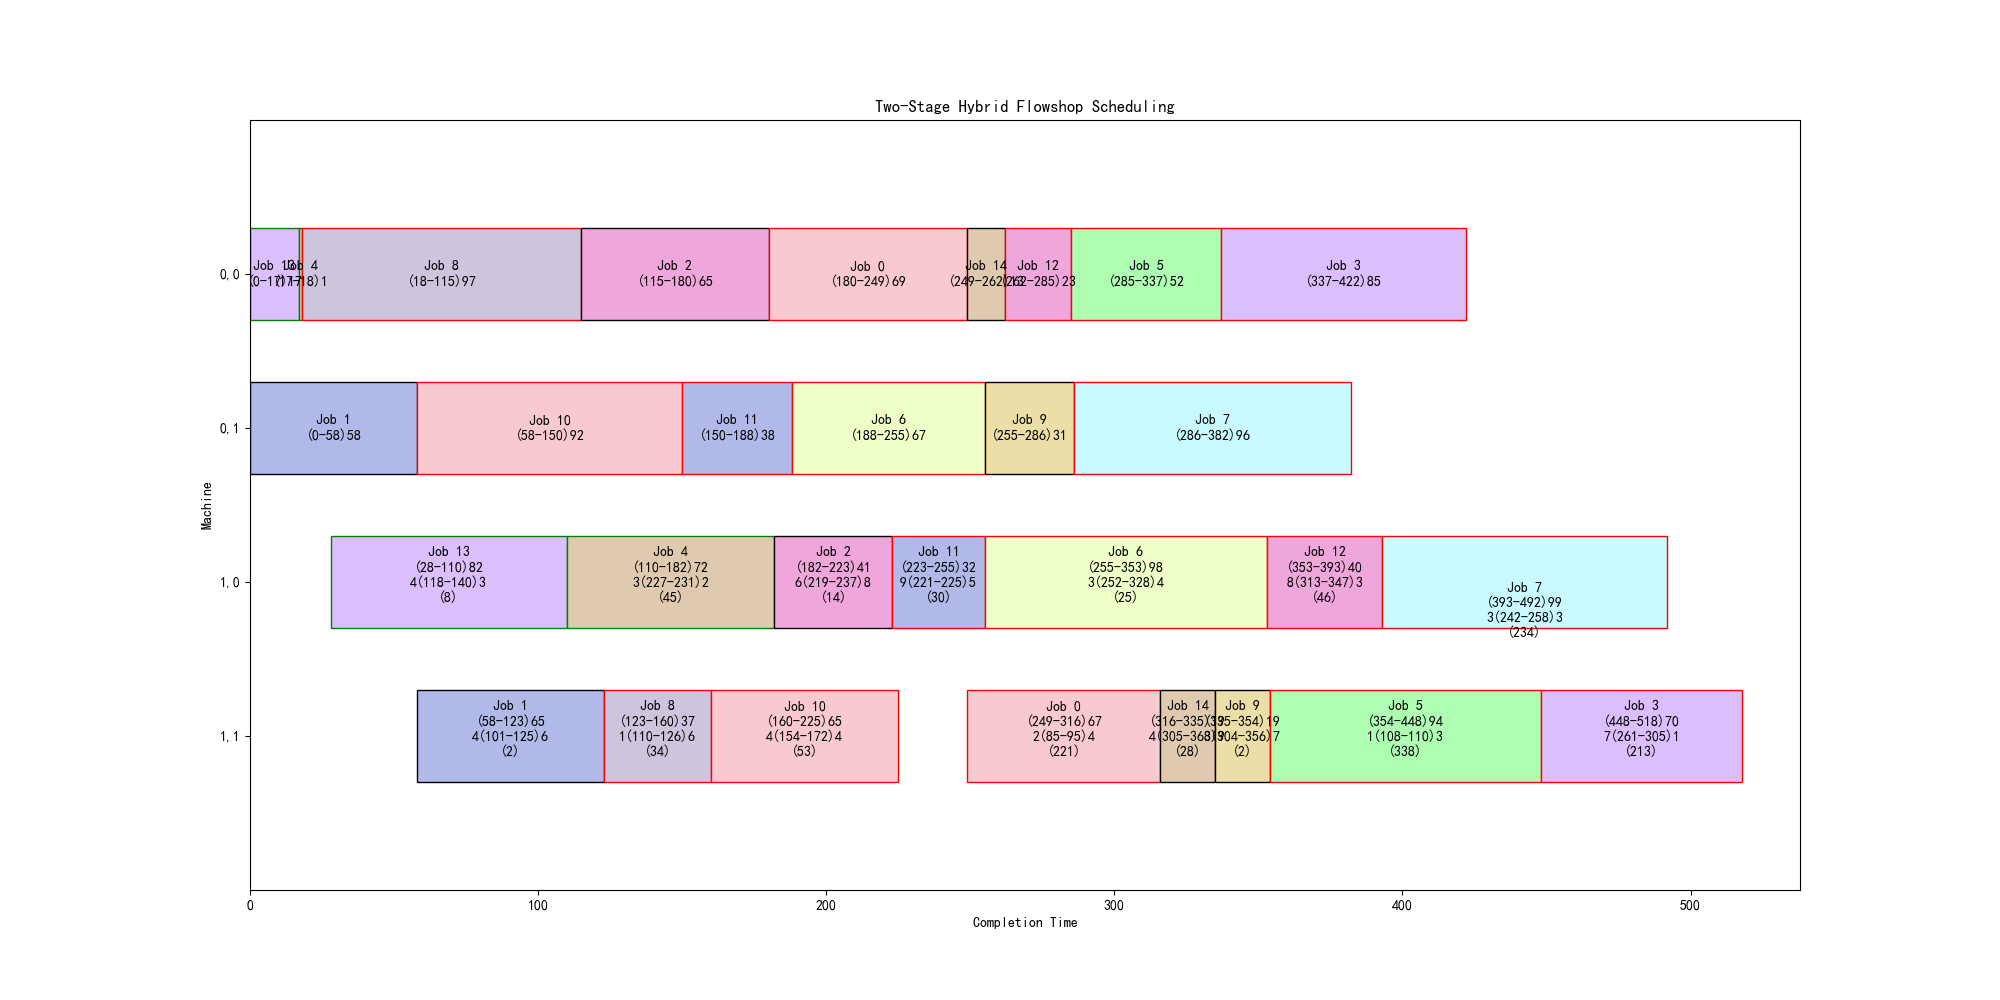 Two-Stage Hybrid Flowshop Scheduling
0,0
Job 13
Job 4
Job 8
(18-115)97
Job 2
(115-180)65
Job 0
(180-249)69
Job 14
Job 12
Job 5
(285-337)52
Job 3
(337-422)85
0,1
Job 1
(0-58)58
Job 10
(58-150)92
Job 11
(150-188)38
Job 6
(188-255)67
Job 9
(255-286)31
Job 7
(286-382)96
1,0
Job 13
(28-110)82
4(118-140)3
(8)
Job 4
(110-182)72
3(227-231)2
(45)
Job 2
(182-223)41
6(219-237)8
(14)
Job 11
(223-255)32
9(221-225)5
(30)
Job 6
(255-353)98
3(252-328)4
(25)
Job 12
(353-393)40
8(313-347)3
(46)
Job 7
(393-492)99
3(242-258)3
(234)
1,1
Job 1
(58-123)65
4(101-125)6
(2)
Job 8
(123-160)37
1(110-126)6
(34)
Job 10
(160-225)65
4(154-172)4
(53)
Job 0
(249-316)67
2(85-95)4
(221)
Job 14
(28)
Job 9
(2)
Job 5
(354-448)94
1(108-110)3
(338)
Job 3
(448-518)70
7(261-305)1
(213)
Machine
0 100 200 300 400 500
Completion Time